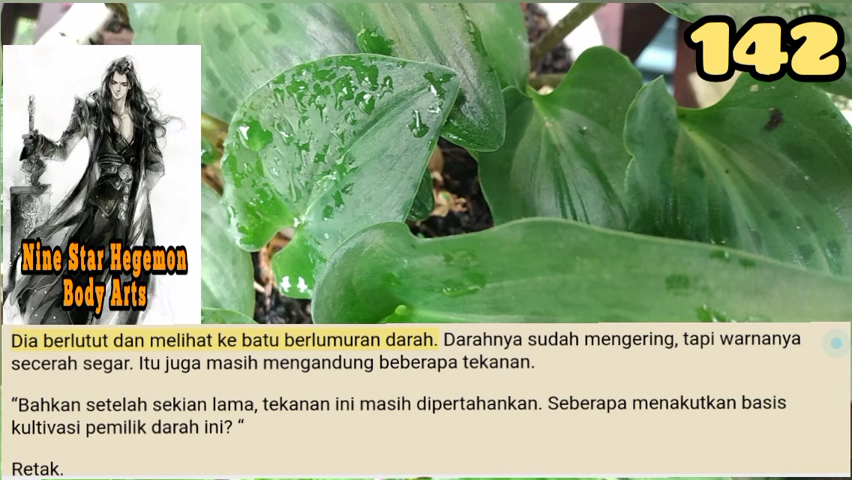 142
Nine Star Hegemon
Body Arts
Dia berlutut dan melihat ke batu berlumuran darah. Darahnya sudah mengering, tapi warnanya
secerah segar. Itu juga masih mengandung beberapa tekanan.
“Bahkan setelah sekian lama, tekanan ini masih dipertahankan. Seberapa menakutkan basis
kultivasi pemilik darah ini? “
Retak.